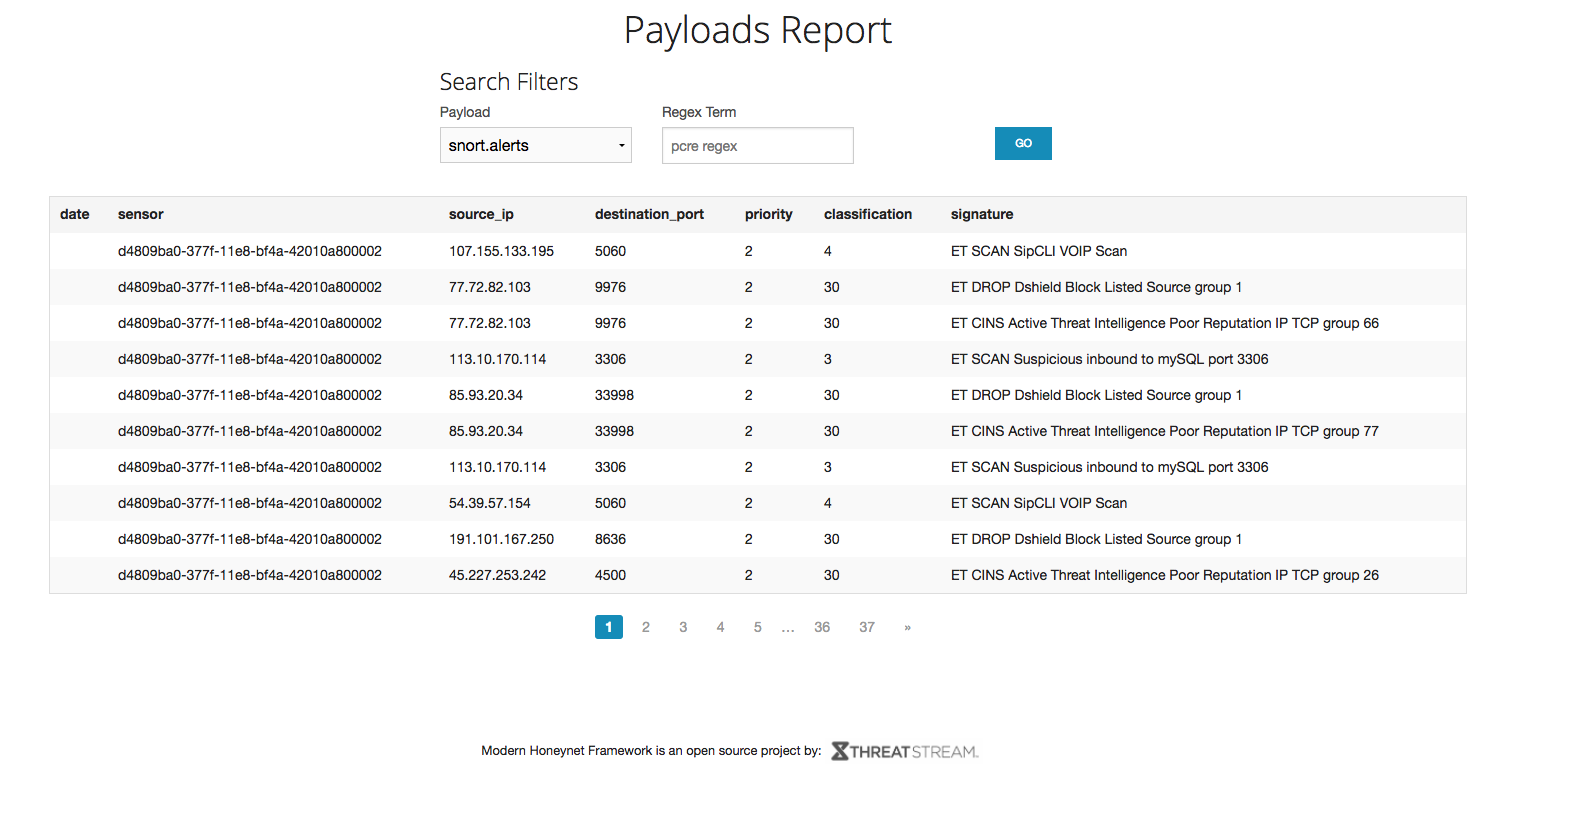 Payloads Report
Search Filters
Payload Regex Term
snort.alerts pcre regex GO
date sensor source_ip destination_port priority classification signature
d4809ba0-377f-11e8-bf4a-42010a800002 107.155.133.195 5060 2 4 ET SCAN SipCLI VOIP Scan
d4809ba0-377f-11e8-bf4a-42010a800002 77.72.82.103 9976 2 30 ET DROP Dshield Block Listed Source group 1
d4809ba0-377f-11e8-bf4a-42010a800002 77.72.82.103 9976 2 30 ET CINS Active Threat Intelligence Poor Reputation IP TCP group 66
d4809ba0-377f-11e8-bf4a-42010a800002 113.10.170.114 3306 2 3 ET SCAN Suspicious inbound to mySQL port 3306
d4809ba0-377f-11e8-bf4a-42010a800002 85.93.20.34 33998 2 30 ET DROP Dshield Block Listed Source group 1
d4809ba0-377f-11e8-bf4a-42010a800002 85.93.20.34 33998 2 30 ET CINS Active Threat Intelligence Poor Reputation IP TCP group 77
d4809ba0-377f-11e8-bf4a-42010a800002 113.10.170.114 3306 2 3 ET SCAN Suspicious inbound to mySQL port 3306
d4809ba0-377f-11e8-bf4a-42010a800002 54.39.57.154 5060 2 4 ET SCAN SipCLI VOIP Scan
d4809ba0-377f-11e8-bf4a-42010a800002 191.101.167.250 8636 2 30 ET DROP Dshield Block Listed Source group 1
d4809ba0-377f-11e8-bf4a-42010a800002 45.227.253.242 4500 2 30 ET CINS Active Threat Intelligence Poor Reputation IP TCP group 26
1 2 3 4 5 … 36 37 »
Modern Honeynet Framework is an open source project by: THREATSTREAM.